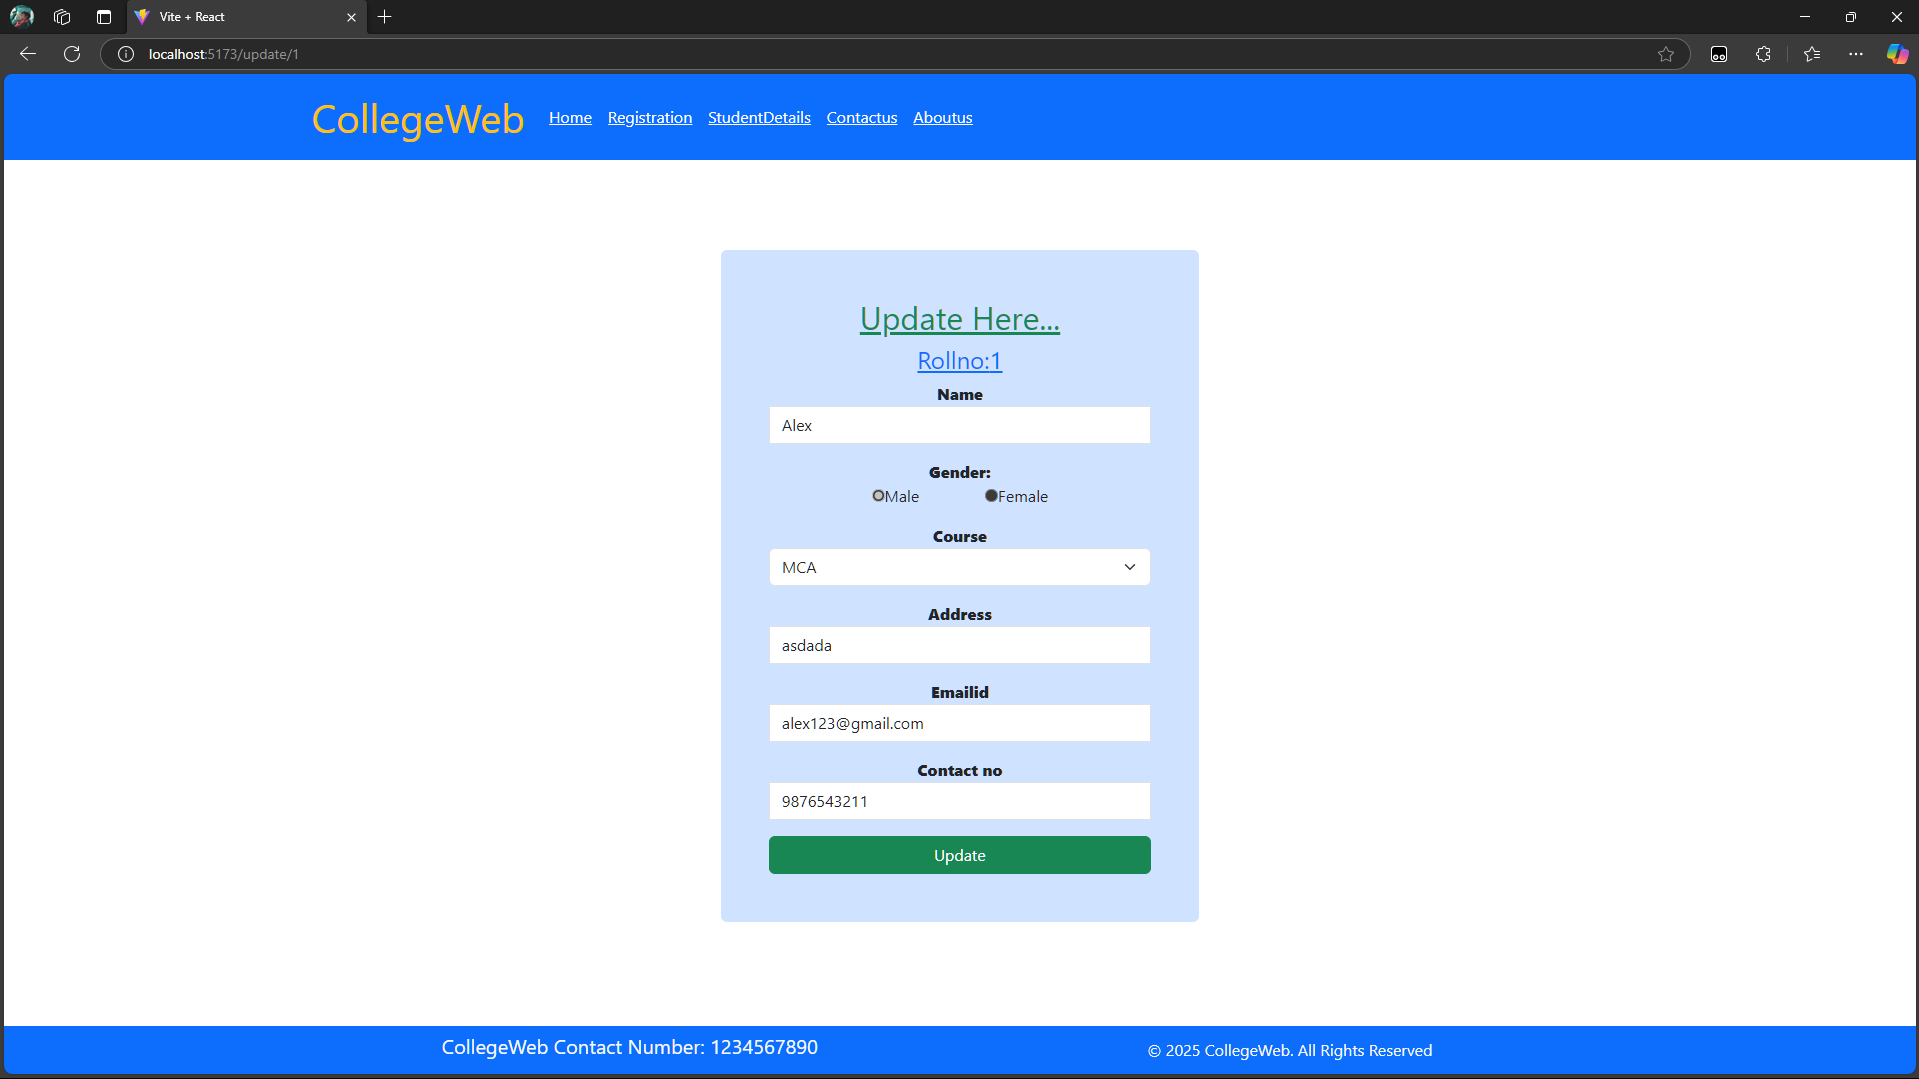 Vite + React
localhost:5173/update/1
CollegeWeb Home Registration StudentDetails Contactus Aboutus
Update Here...
Rollno:1
Name
Alex
Gender:
Male Female
Course
MCA
Address
asdada
Emailid
alex123@gmail.com
Contact no
9876543211
Update
CollegeWeb Contact Number: 1234567890
© 2025 CollegeWeb. All Rights Reserved